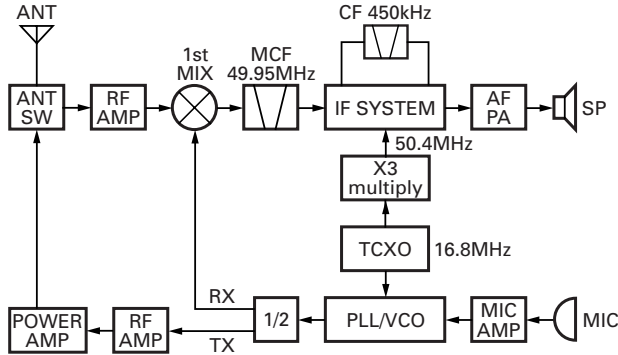 ANT
CF 450kHz
1st
MIX
MCF
49.95MHz
ANT
SW
RF
AMP
IF SYSTEM
AF
PA
SP
50.4MHz
X3
multiply
TCXO
16.8MHz
RX
POWER
AMP
RF
AMP
TX
1/2
PLL/VCO
MIC
AMP
MIC